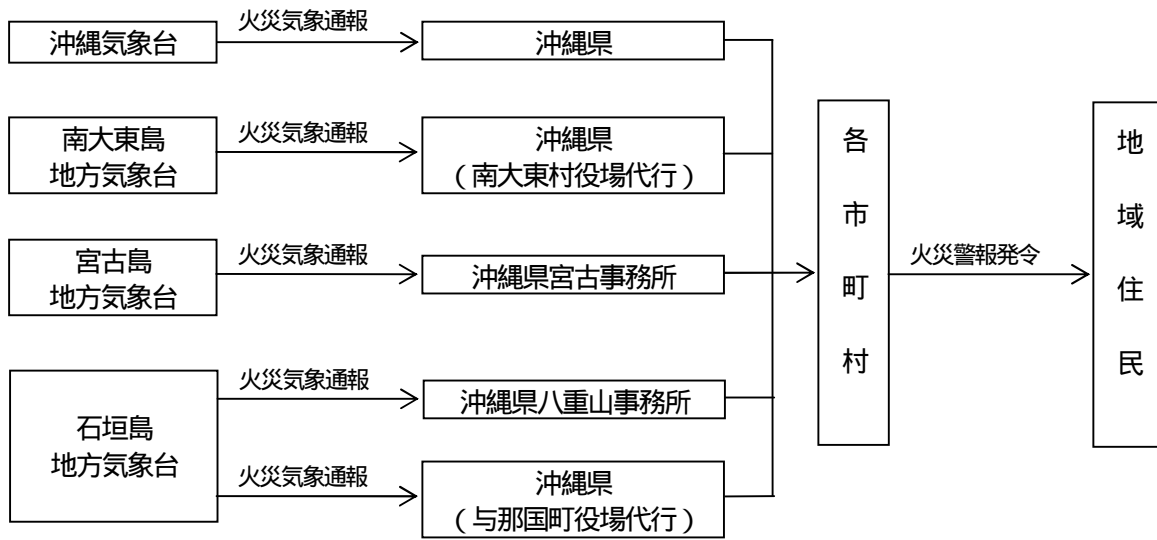 沖縄気象台
火災気象通報
沖縄県
南大東島
地方気象台
火災気象通報
沖縄県
（南大東村役場代行）
宮古島
地方気象台
火災気象通報
沖縄県宮古事務所
石垣島
地方気象台
火災気象通報
沖縄県八重山事務所
火災気象通報
沖縄県
（与那国町役場代行）
各市町村
火災警報発令
地域住民